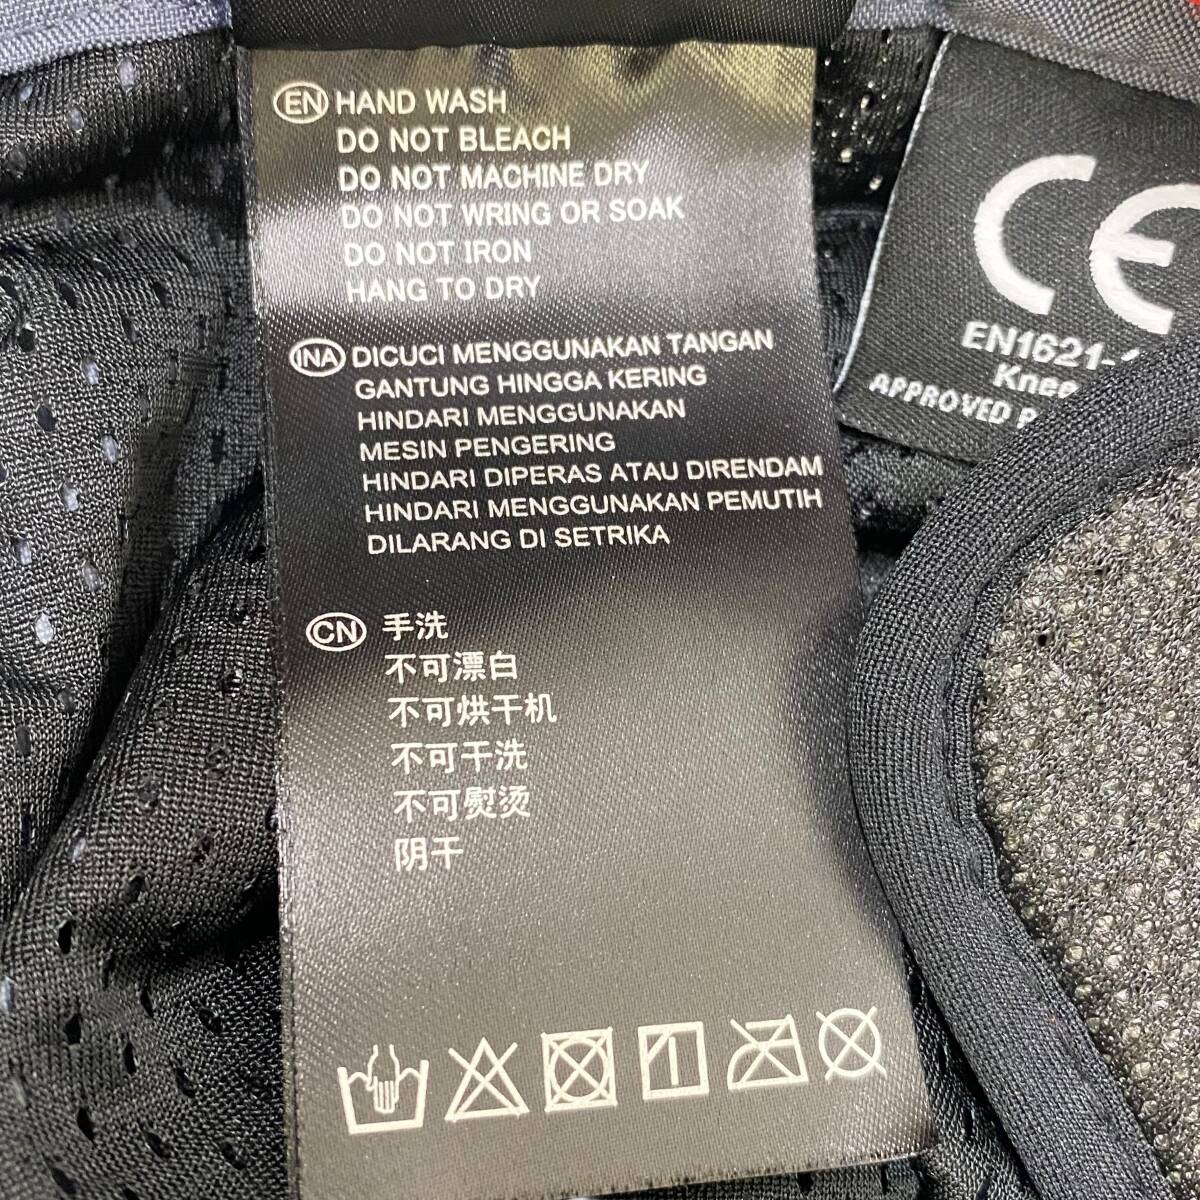 EN HAND WASH
DO NOT BLEACH
DO NOT MACHINE DRY
DO NOT WRING OR SOAK
DO NOT IRON
HANG TO DRY
INA DICUCI MENGGUNAKAN TANGAN
GANTUNG HINGGA KERING
HINDARI MENGGUNAKAN
MESIN PENGERING
HINDARI DIPERAS ATAU DIRENDAM
HINDARI MENGGUNAKAN PEMUTIH
DILARANG DI SETRIKA
CN 手洗
不可漂白
不可烘干机
不可干洗
不可熨烫
阴干
CE
EN1621-
Knee
APPROVED